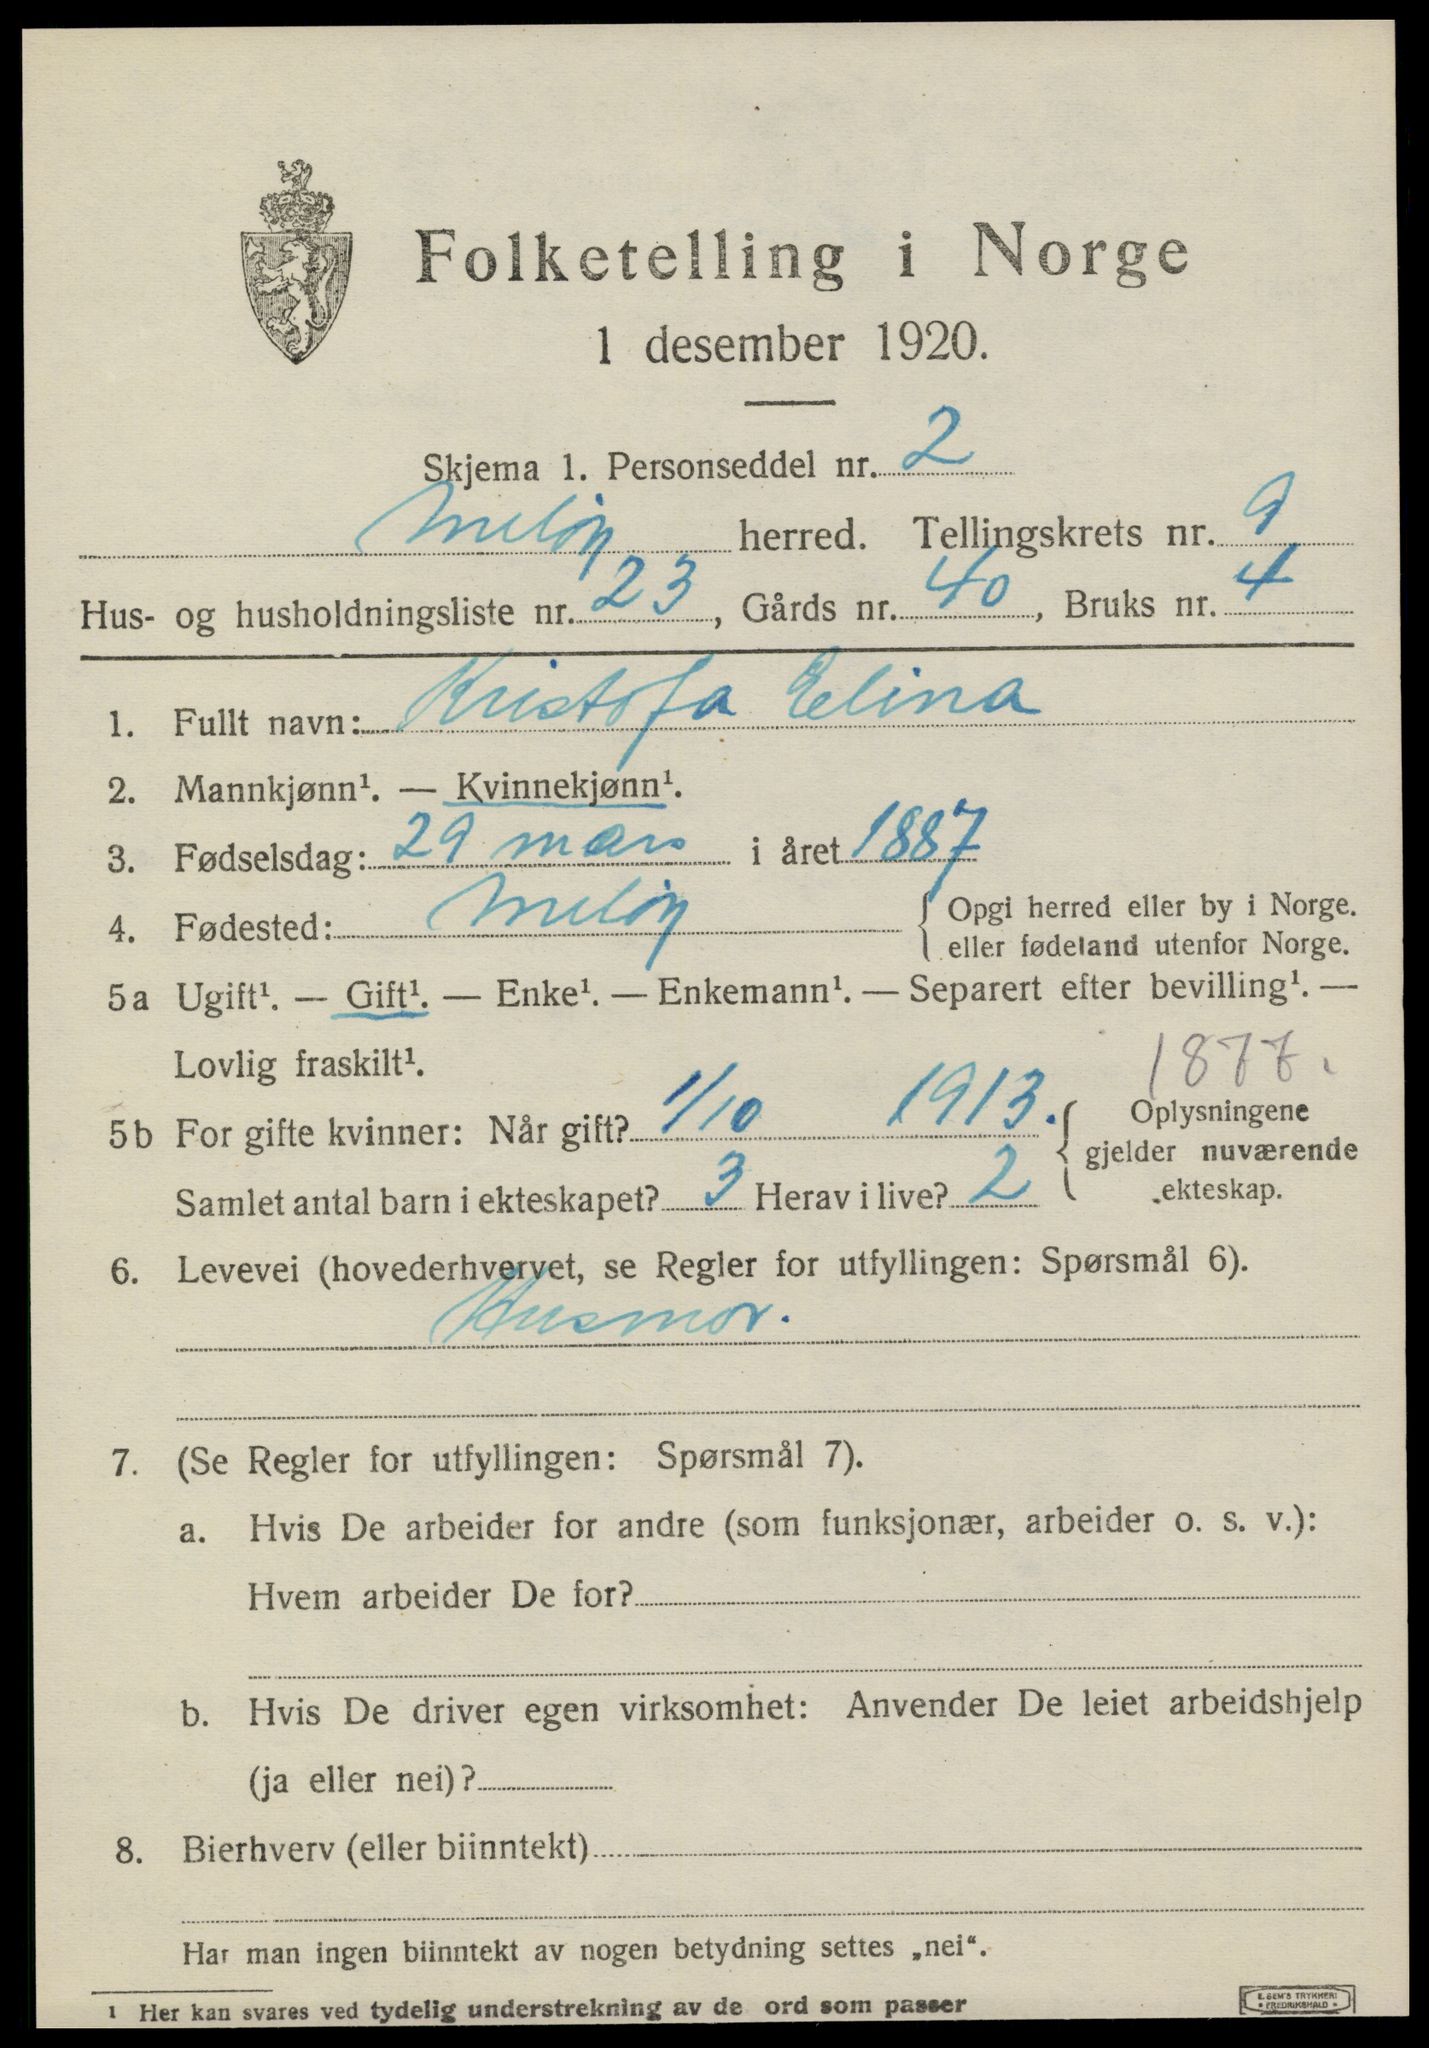 Folketelling i Norge
1 desember 1920.
Skjema 1. Personseddel nr. 2
Meløy herred. Tellingskrets nr. 9
Hus- og husholdningsliste nr. 23, Gårds nr. 40, Bruks nr. 4
1. Fullt navn: Kristofa Elina
2. Mannkjønn¹. — Kvinnekjønn¹.
3. Fødselsdag: 29 mars i året 1887
4. Fødested: Meløy { Opgi herred eller by i Norge.
eller fødeland utenfor Norge.
5a Ugift¹. — Gift¹. — Enke¹. — Enkemann¹. — Separert efter bevilling¹. —
Lovlig fraskilt¹.
1877.
5b For gifte kvinner: Når gift? 1/10 1913. { Oplysningene
gjelder nuværende
Samlet antal barn i ekteskapet? 3 Herav i live? 2 ekteskap.
6. Levevei (hovederhvervet, se Regler for utfyllingen: Spørsmål 6).
Husmor.
7. (Se Regler for utfyllingen: Spørsmål 7).
a. Hvis De arbeider for andre (som funksjonær, arbeider o. s. v.):
Hvem arbeider De for?
b. Hvis De driver egen virksomhet: Anvender De leiet arbeidshjelp
(ja eller nei)?
8. Bierhverv (eller biinntekt)
Har man ingen biinntekt av nogen betydning settes „nei“.
¹ Her kan svares ved tydelig understrekning av de ord som passer
E. SEM'S TRYKKERI
• FREDRIKSHALD •